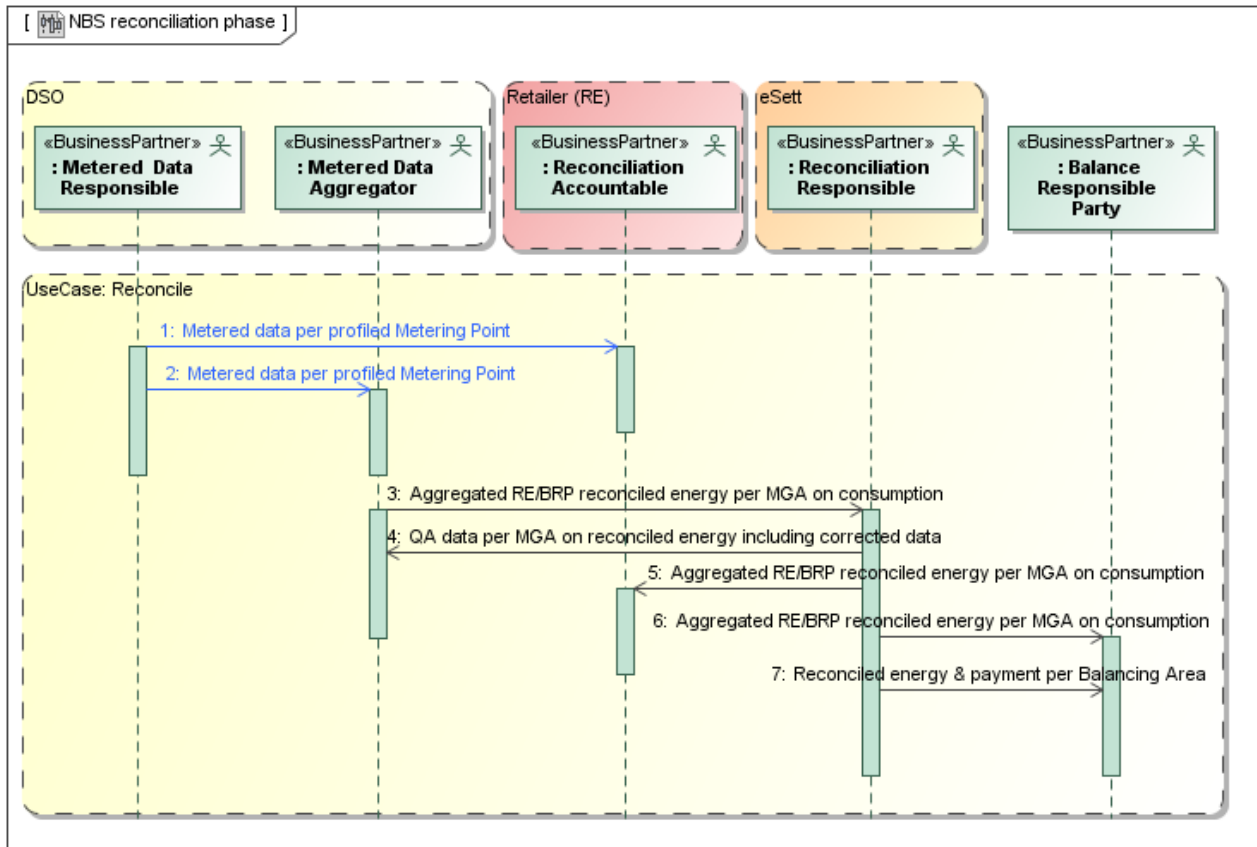 [ NBS reconciliation phase ]
DSO
Retailer (RE)
eSett
«BusinessPartner»
: Metered Data
Responsible
«BusinessPartner»
: Metered Data
Aggregator
«BusinessPartner»
: Reconciliation
Accountable
«BusinessPartner»
: Reconciliation
Responsible
«BusinessPartner»
: Balance
Responsible
Party
UseCase: Reconcile
1: Metered data per profiled Metering Point
2: Metered data per profiled Metering Point
3: Aggregated RE/BRP reconciled energy per MGA on consumption
4: QA data per MGA on reconciled energy including corrected data
5: Aggregated RE/BRP reconciled energy per MGA on consumption
6: Aggregated RE/BRP reconciled energy per MGA on consumption
7: Reconciled energy & payment per Balancing Area